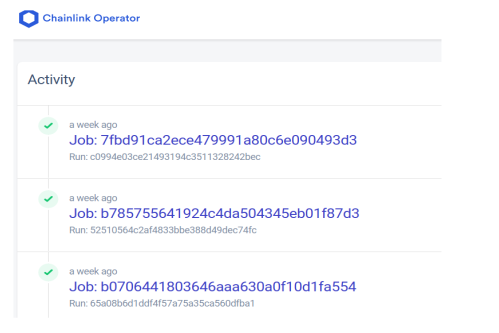 Chainlink Operator
Activity
a week ago
Job: 7fbd91ca2ece479991a80c6e090493d3
Run: c0994e03ce21493194c3511328242bec
a week ago
Job: b785755641924c4da504345eb01f87d3
Run: 52510564c2af4833bbe388d49dec74fc
a week ago
Job: b0706441803646aaa630a0f10d1fa554
Run: 65a08b6d1ddf4f57a75a35ca560dfba1